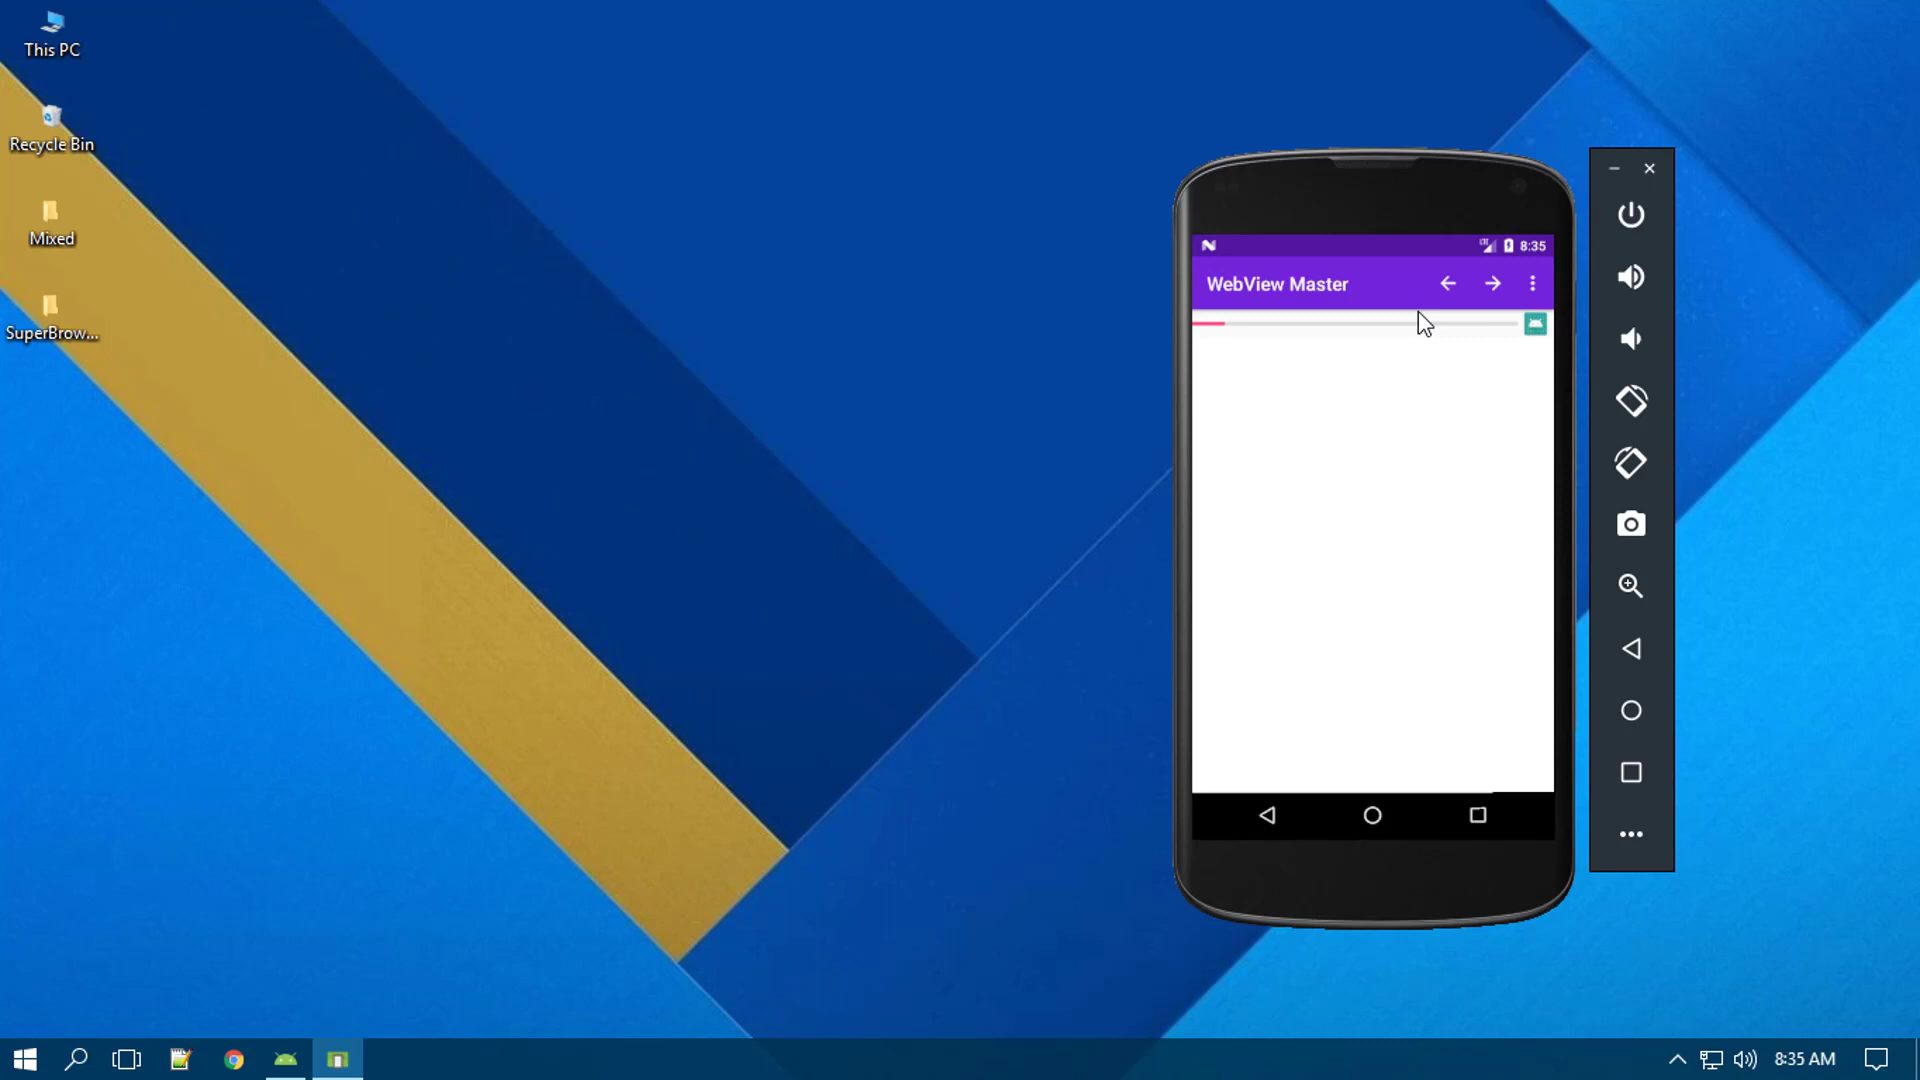 This PC
Recycle Bin
Mixed
SuperBrow...
8:35
WebView Master
8:35 AM